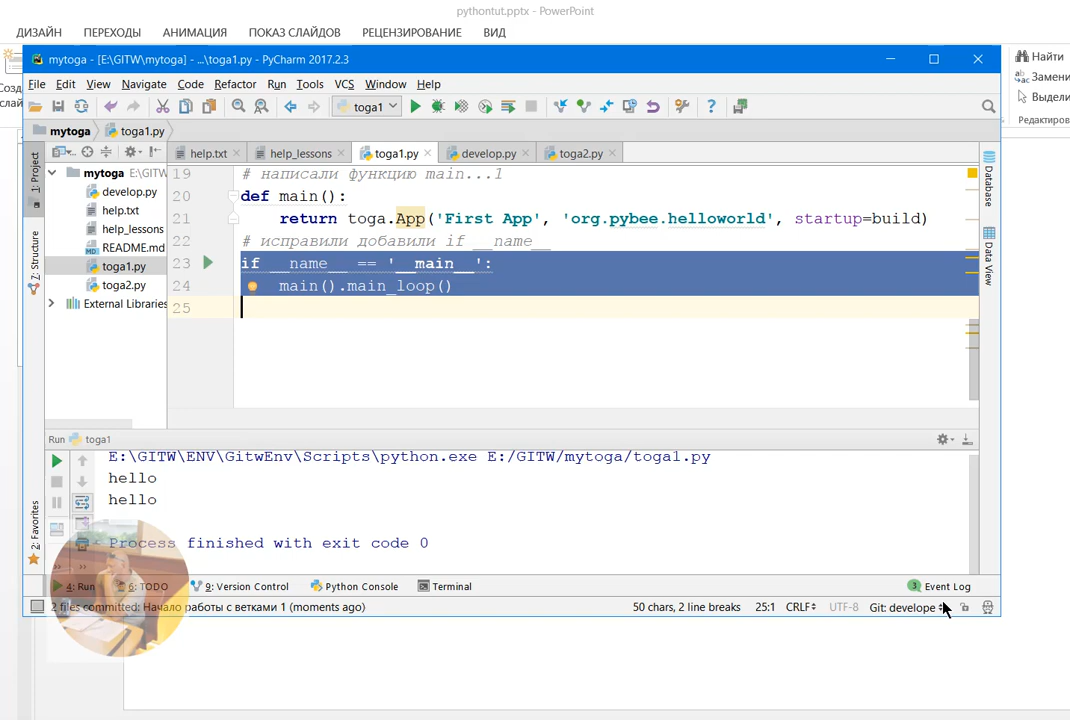 pythontut.pptx - PowerPoint
ДИЗАЙН ПЕРЕХОДЫ АНИМАЦИЯ ПОКАЗ СЛАЙДОВ РЕЦЕНЗИРОВАНИЕ ВИД
mytoga - [E:\GITW\mytoga] - ...\toga1.py - PyCharm 2017.2.3
Найти
File Edit View Navigate Code Refactor Run Tools VCS Window Help
Замени
toga1
Выдели
Редактиров
mytoga toga1.py
help.txt help_lessons toga1.py develop.py toga2.py
1: Project
Z: Structure
2: Favorites
mytoga E:\GITW
develop.py
help.txt
help_lessons
README.md
toga1.py
toga2.py
External Libraries
19 # написали функцию main...1
20 def main():
21 return toga.App('First App', 'org.pybee.helloworld', startup=build)
22 # исправили добавили if __name__
23 if __name__ == '__main__':
24 main().main_loop()
25
Database
Data View
Run toga1
E:\GITW\ENV\GitwEnv\Scripts\python.exe E:/GITW/mytoga/toga1.py
hello
hello
Process finished with exit code 0
4: Run 6: TODO 9: Version Control Python Console Terminal 3 Event Log
2 files committed: Начало работы с ветками 1 (moments ago) 50 chars, 2 line breaks 25:1 CRLF UTF-8 Git: develope